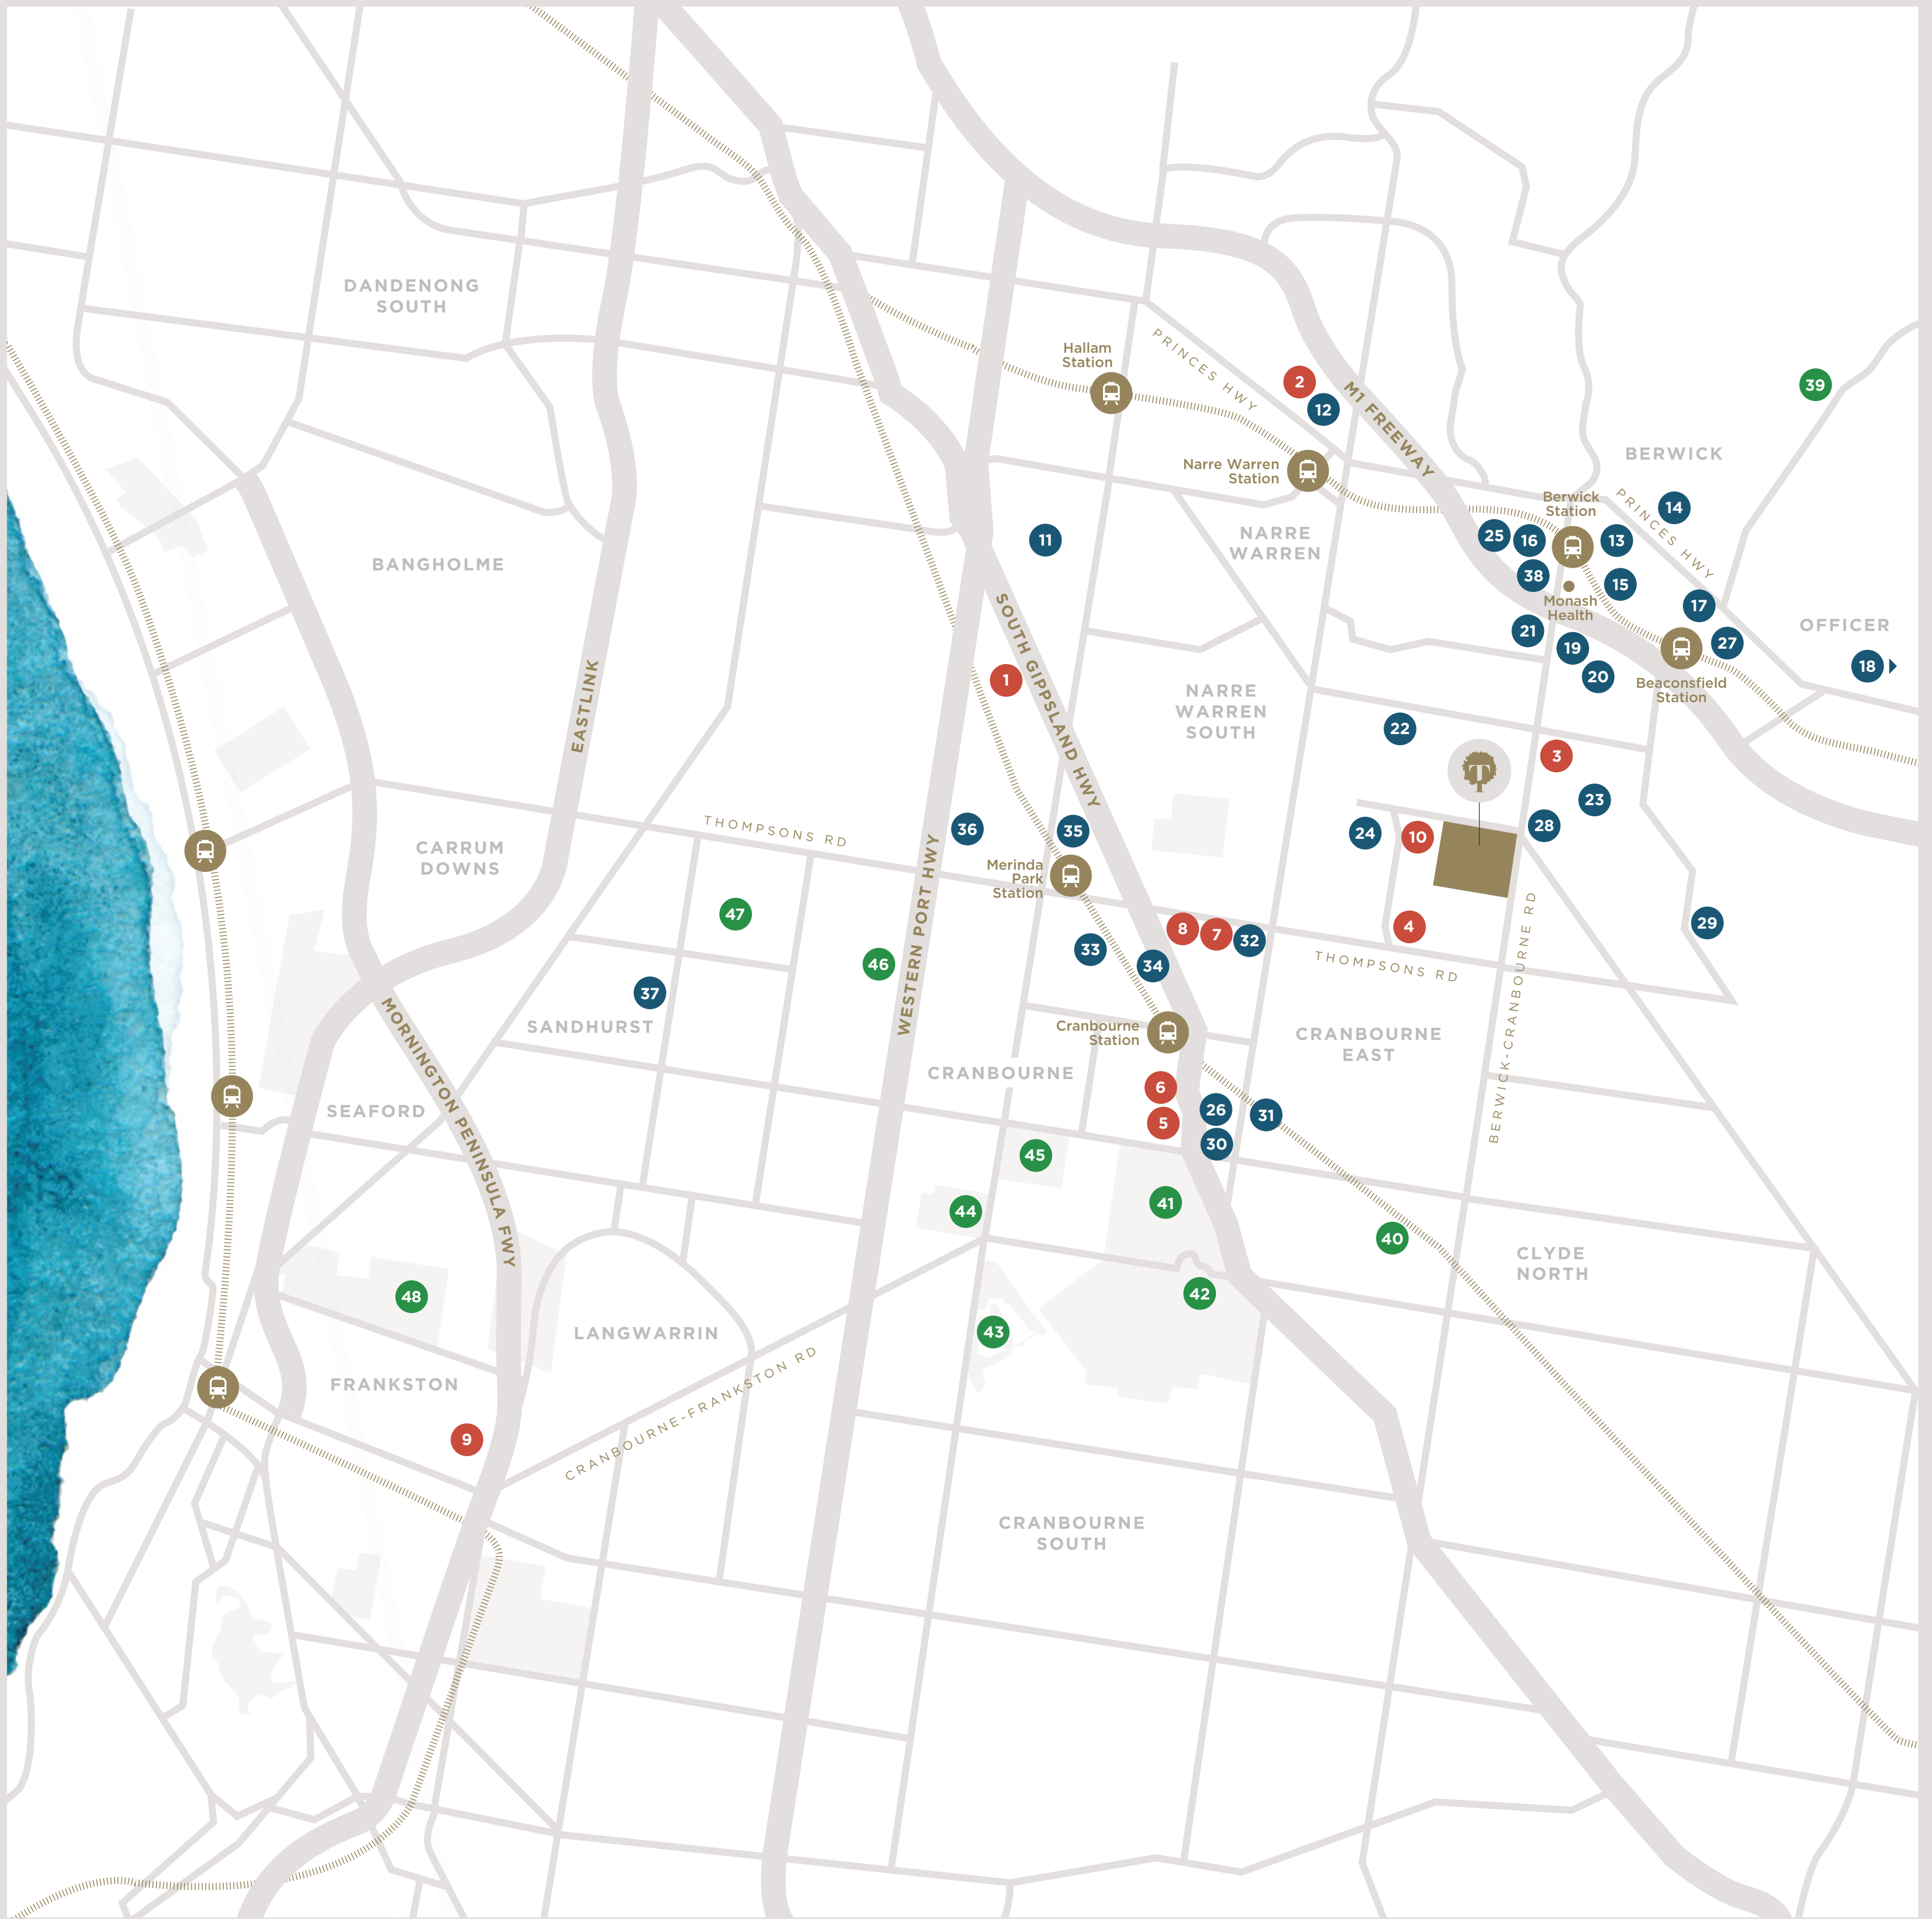 DANDENONG
SOUTH
Hallam
Station
PRINCES HWY
2
12
M1 FREEWAY
39
BERWICK
Narre Warren
Station
Berwick
Station
PRINCES HWY
14
11
NARRE
WARREN
25
16
13
BANGHOLME
38
15
Monash
Health
17
SOUTH GIPPSLAND HWY
21
OFFICER
19
27
18
20
1
EASTLINK
NARRE
WARREN
SOUTH
Beaconsfield
Station
22
T
3
23
THOMPSONS RD
36
35
24
10
28
CARRUM
DOWNS
Merinda
Park
Station
WESTERN PORT HWY
47
8
7
32
4
29
33
34
46
THOMPSONS RD
BERWICK-CRANBOURNE RD
37
SANDHURST
Cranbourne
Station
CRANBOURNE
EAST
MORNINGTON PENINSULA FWY
CRANBOURNE
6
26
31
SEAFORD
5
30
45
44
41
40
CLYDE
NORTH
48
42
LANGWARRIN
43
FRANKSTON
CRANBOURNE-FRANKSTON RD
9
CRANBOURNE
SOUTH